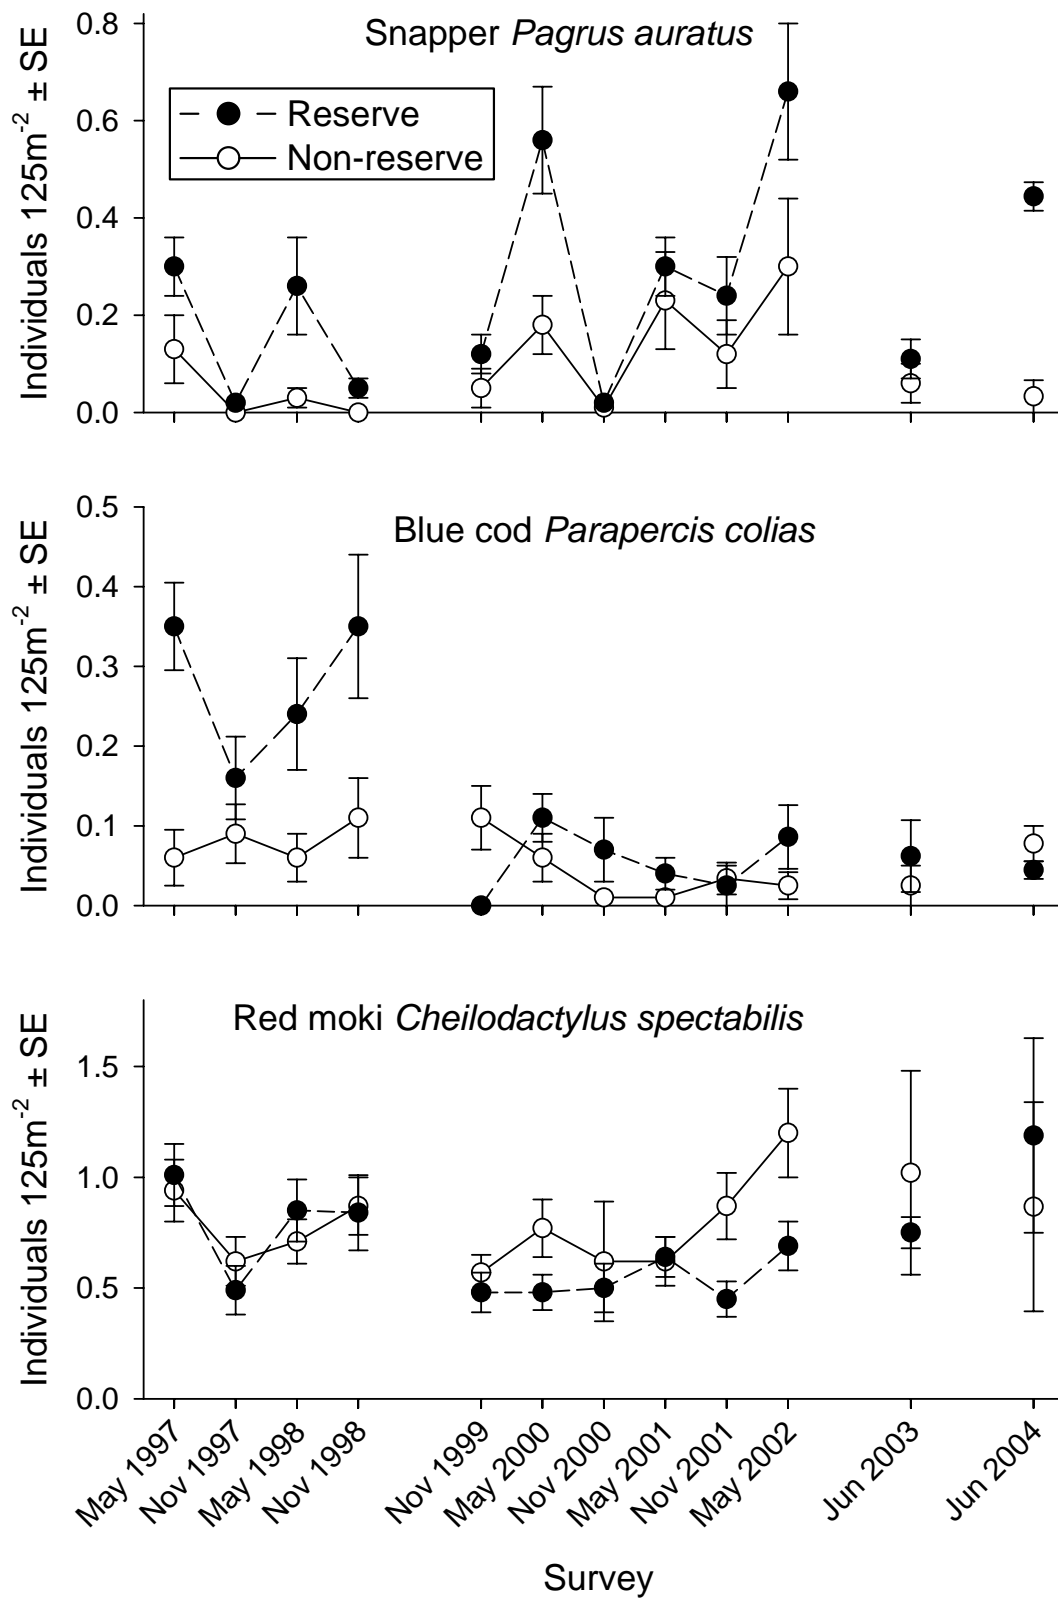 Snapper Pagrus auratus
Reserve
Non-reserve
Individuals 125m⁻² ± SE
0.8
0.6
0.4
0.2
0.0
Blue cod Parapercis colias
Individuals 125m⁻² ± SE
0.5
0.4
0.3
0.2
0.1
0.0
Red moki Cheilodactylus spectabilis
Individuals 125m⁻² ± SE
1.5
1.0
0.5
0.0
May 1997
Nov 1997
May 1998
Nov 1998
Nov 1999
May 2000
Nov 2000
May 2001
Nov 2001
May 2002
Jun 2003
Jun 2004
Survey